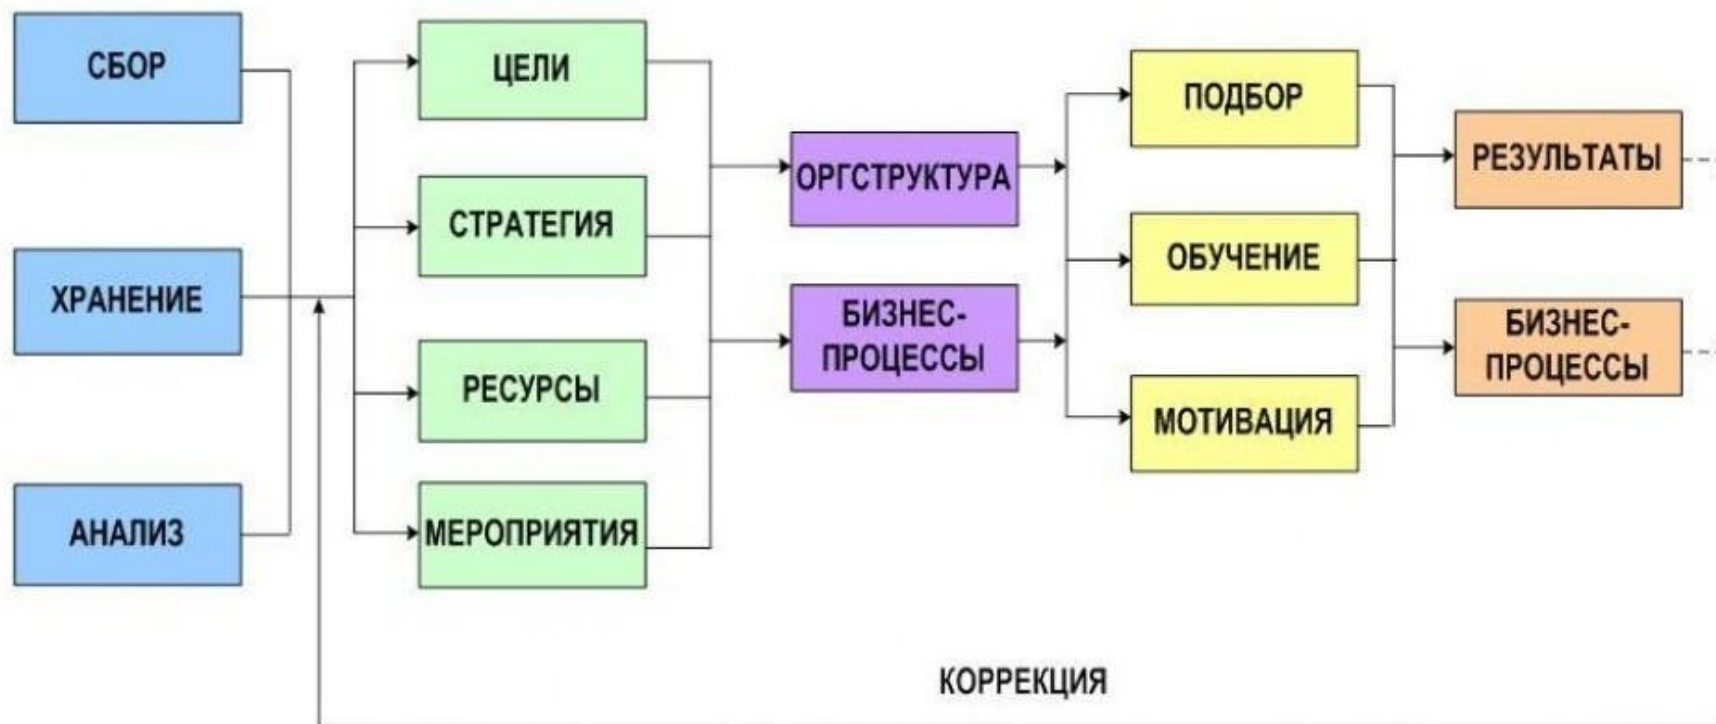 СБОР
ХРАНЕНИЕ
АНАЛИЗ
ЦЕЛИ
СТРАТЕГИЯ
РЕСУРСЫ
МЕРОПРИЯТИЯ
ОРГСТРУКТУРА
БИЗНЕС-
ПРОЦЕССЫ
ПОДБОР
ОБУЧЕНИЕ
МОТИВАЦИЯ
РЕЗУЛЬТАТЫ
БИЗНЕС-
ПРОЦЕССЫ
КОРРЕКЦИЯ